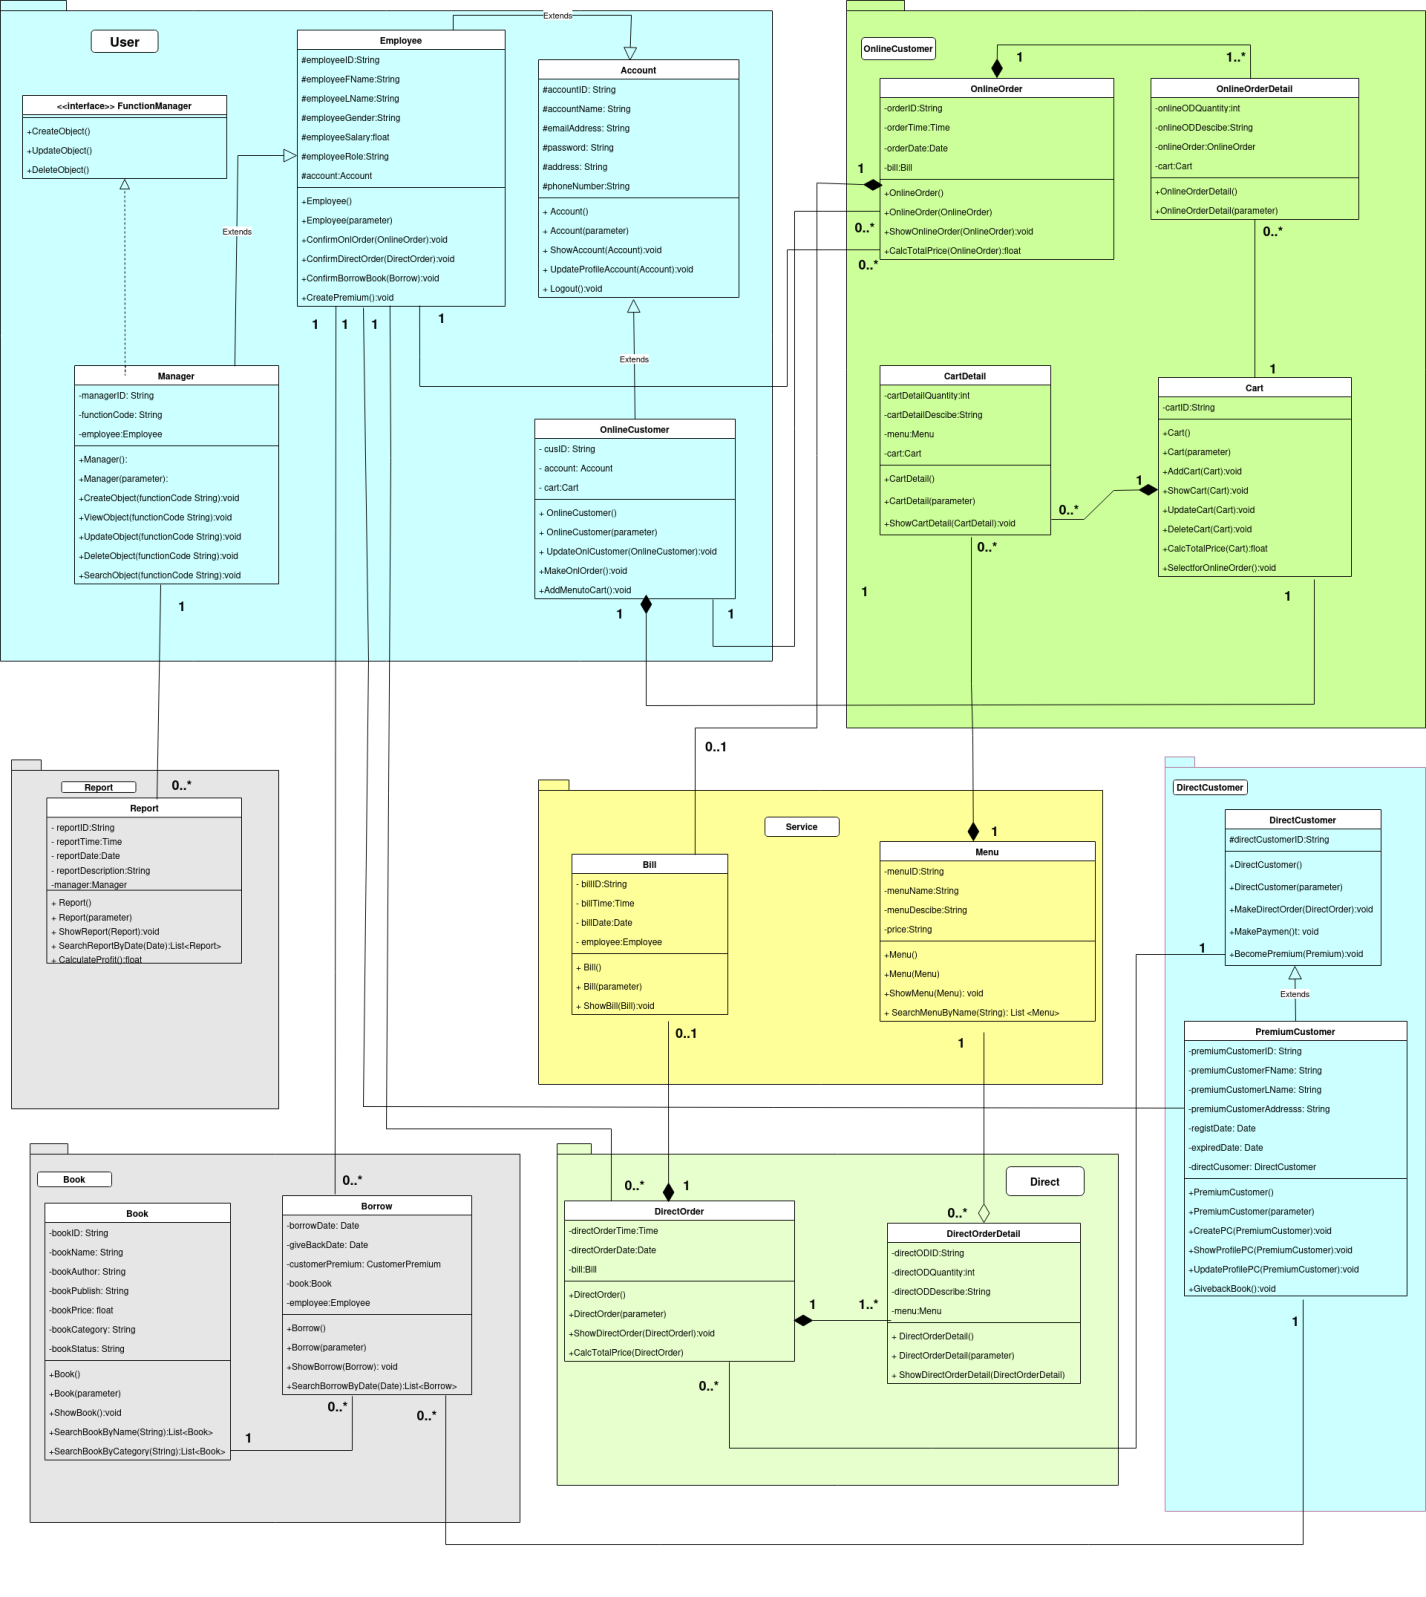 User
<<interface>> FunctionManager
+CreateObject()
+UpdateObject()
+DeleteObject()
Extends
Employee
#employeeID:String
#employeeFName:String
#employeeLName:String
#employeeGender:String
#employeeSalary:float
#employeeRole:String
#account:Account
+Employee()
+Employee(parameter)
+ConfirmOnlOrder(OnlineOrder):void
+ConfirmDirectOrder(DirectOrder):void
+ConfirmBorrowBook(Borrow):void
+CreatePremium():void
1
1
1
1
Extends
Account
#accountID: String
#accountName: String
#emailAddress: String
#password: String
#address: String
#phoneNumber:String
+ Account()
+ Account(parameter)
+ ShowAccount(Account):void
+ UpdateProfileAccount(Account):void
+ Logout():void
Extends
Manager
-managerID: String
-functionCode: String
-employee:Employee
+Manager():
+Manager(parameter):
+CreateObject(functionCode String):void
+ViewObject(functionCode String):void
+UpdateObject(functionCode String):void
+DeleteObject(functionCode String):void
+SearchObject(functionCode String):void
1
OnlineCustomer
- cusID: String
- account: Account
- cart:Cart
+ OnlineCustomer()
+ OnlineCustomer(parameter)
+ UpdateOnlCustomer(OnlineCustomer):void
+MakeOnlOrder():void
+AddMenutoCart():void
1
1
OnlineCustomer
1
1..*
OnlineOrder
-orderID:String
-orderTime:Time
-orderDate:Date
-bill:Bill
+OnlineOrder()
+OnlineOrder(OnlineOrder)
+ShowOnlineOrder(OnlineOrder):void
+CalcTotalPrice(OnlineOrder):float
1
0..*
0..*
OnlineOrderDetail
-onlineODQuantity:int
-onlineODDescibe:String
-onlineOrder:OnlineOrder
-cart:Cart
+OnlineOrderDetail()
+OnlineOrderDetail(parameter)
0..*
1
CartDetail
-cartDetailQuantity:int
-cartDetailDescibe:String
-menu:Menu
-cart:Cart
+CartDetail()
+CartDetail(parameter)
+ShowCartDetail(CartDetail):void
0..*
1
0..*
1
Cart
-cartID:String
+Cart()
+Cart(parameter)
+AddCart(Cart):void
+ShowCart(Cart):void
+UpdateCart(Cart):void
+DeleteCart(Cart):void
+CalcTotalPrice(Cart):float
+SelectforOnlineOrder():void
1
0..*
Report
Report
- reportID:String
- reportTime:Time
- reportDate:Date
- reportDescription:String
-manager:Manager
+ Report()
+ Report(parameter)
+ ShowReport(Report):void
+ SearchReportByDate(Date):List<Report>
+ CalculateProfit():float
0..1
Service
Bill
- billID:String
- billTime:Time
- billDate:Date
- employee:Employee
+ Bill()
+ Bill(parameter)
+ ShowBill(Bill):void
0..1
1
Menu
-menuID:String
-menuName:String
-menuDescibe:String
-price:String
+Menu()
+Menu(Menu)
+ShowMenu(Menu): void
+ SearchMenuByName(String): List <Menu>
1
DirectCustomer
DirectCustomer
#directCustomerID:String
+DirectCustomer()
+DirectCustomer(parameter)
+MakeDirectOrder(DirectOrder):void
+MakePaymen()t: void
+BecomePremium(Premium):void
1
Extends
PremiumCustomer
-premiumCustomerID: String
-premiumCustomerFName: String
-premiumCustomerLName: String
-premiumCustomerAddresss: String
-registDate: Date
-expiredDate: Date
-directCusomer: DirectCustomer
+PremiumCustomer()
+PremiumCustomer(parameter)
+CreatePC(PremiumCustomer):void
+ShowProfilePC(PremiumCustomer):void
+UpdateProfilePC(PremiumCustomer):void
+GivebackBook():void
1
Book
Book
-bookID: String
-bookName: String
-bookAuthor: String
-bookPublish: String
-bookPrice: float
-bookCategory: String
-bookStatus: String
+Book()
+Book(parameter)
+ShowBook():void
+SearchBookByName(String):List<Book>
+SearchBookByCategory(String):List<Book>
1
0..*
Borrow
-borrowDate: Date
-giveBackDate: Date
-customerPremium: CustomerPremium
-book:Book
-employee:Employee
+Borrow()
+Borrow(parameter)
+ShowBorrow(Borrow): void
+SearchBorrowByDate(Date):List<Borrow>
0..*
0..*
Direct
0..*
1
DirectOrder
-directOrderTime:Time
-directOrderDate:Date
-bill:Bill
+DirectOrder()
+DirectOrder(parameter)
+ShowDirectOrder(DirectOrderl):void
+CalcTotalPrice(DirectOrder)
0..*
1
1..*
0..*
DirectOrderDetail
-directODID:String
-directODQuantity:int
-directODDescribe:String
-menu:Menu
+ DirectOrderDetail()
+ DirectOrderDetail(parameter)
+ ShowDirectOrderDetail(DirectOrderDetail)